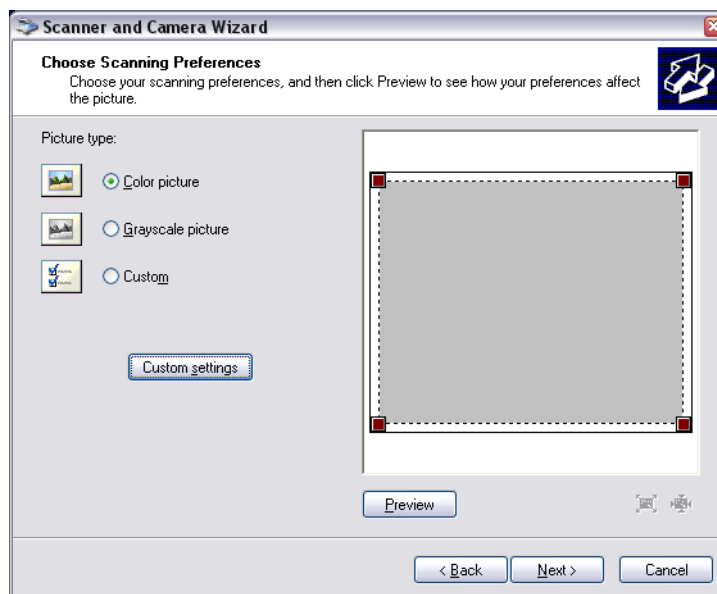 Scanner and Camera Wizard
Choose Scanning Preferences
Choose your scanning preferences, and then click Preview to see how your preferences affect
the picture.
Picture type:
Color picture
Grayscale picture
Custom
Custom settings
Preview
< Back
Next >
Cancel